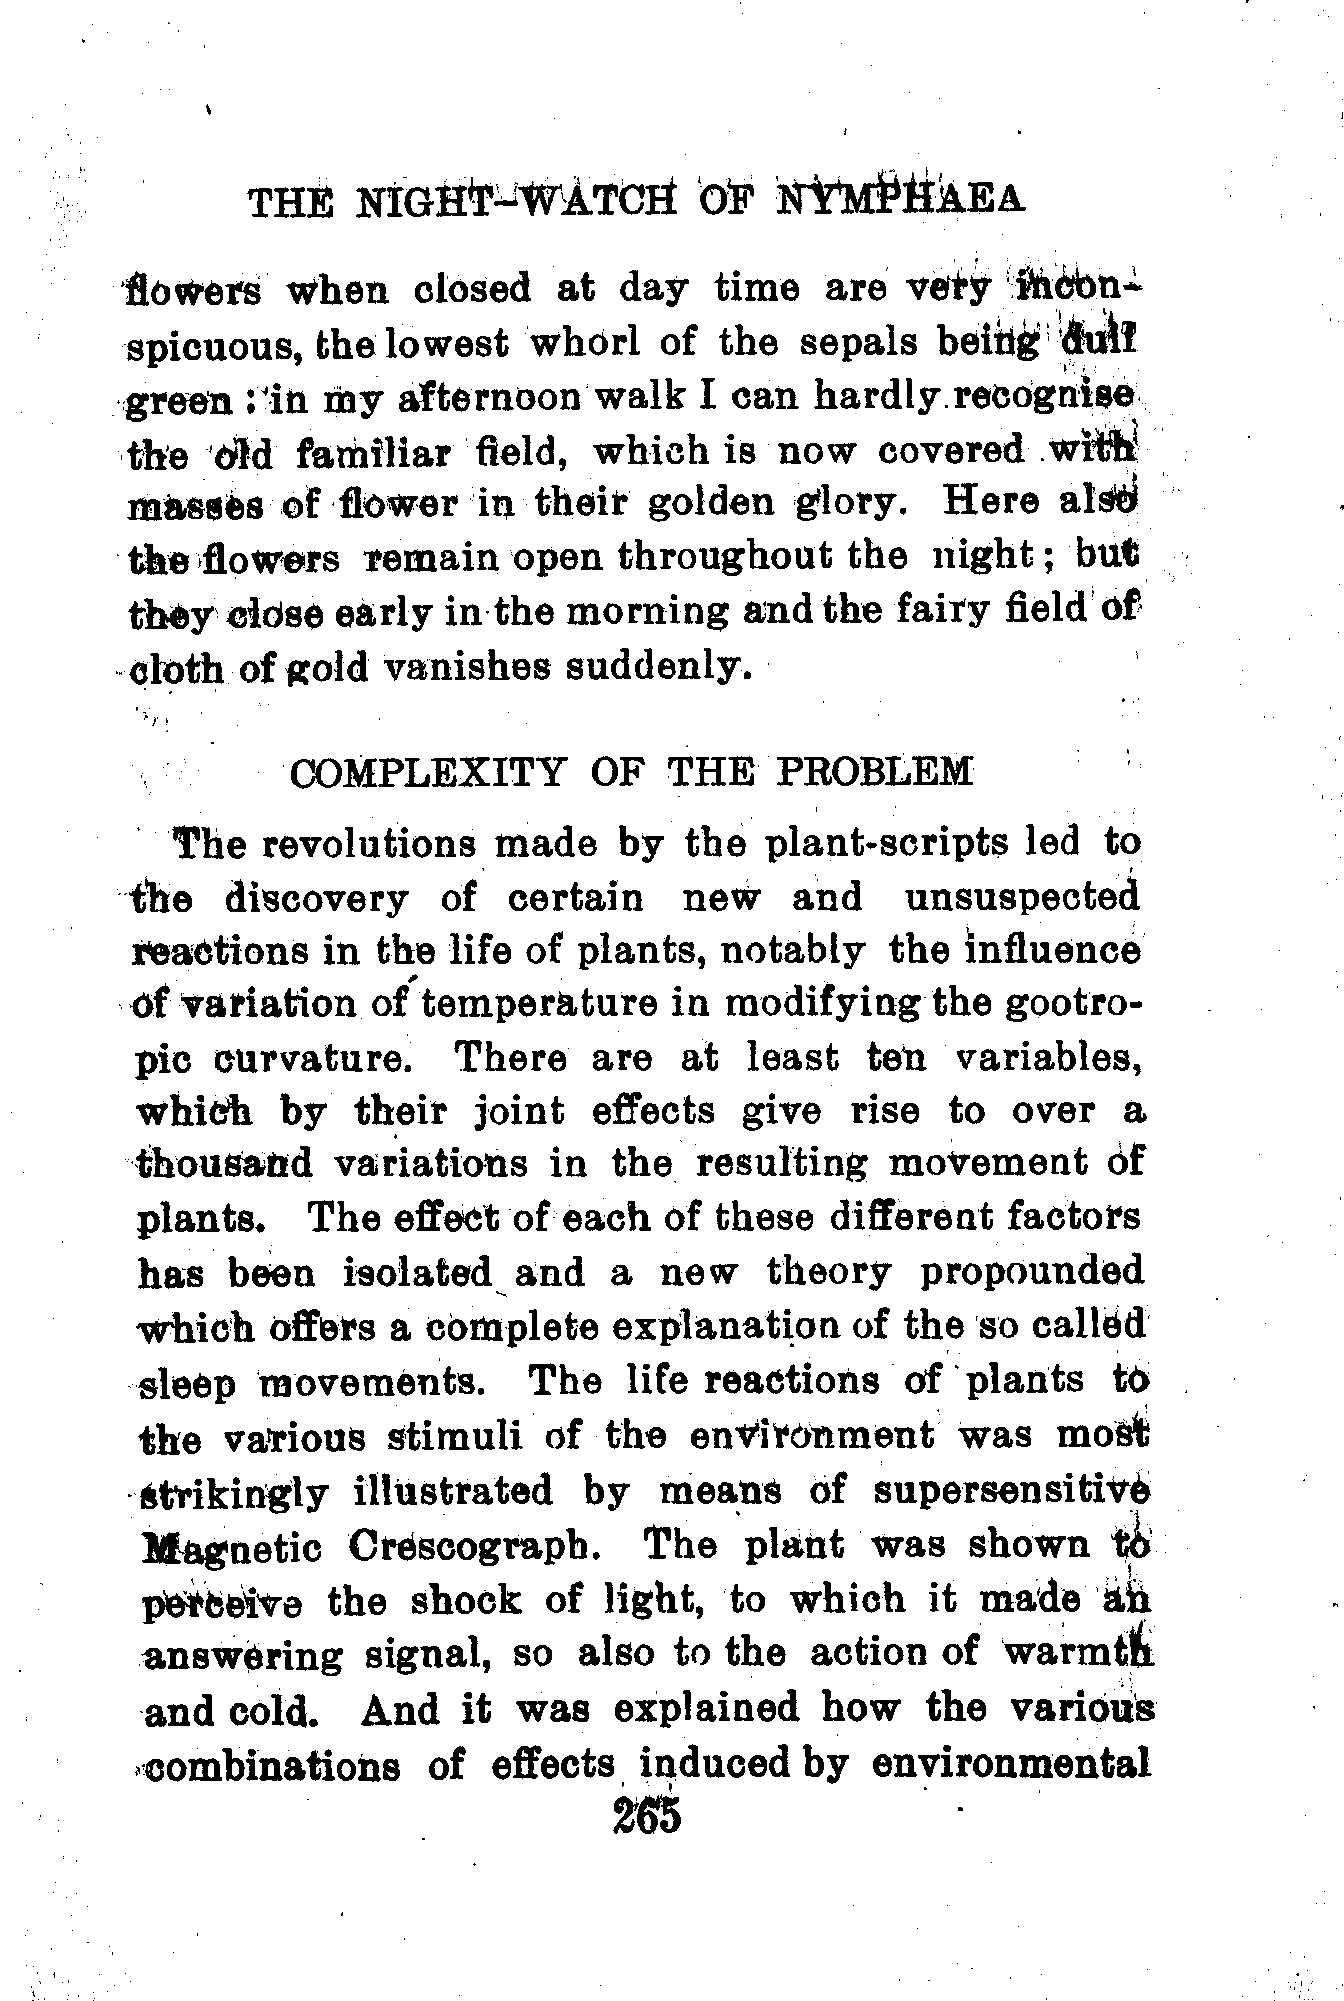 THE NIGHT-WATCH OF NYMPHAEA
flowers when closed at day time are very incon-
spicuous, the lowest whorl of the sepals being dull
green : in my afternoon walk I can hardly recognise
the old familiar field, which is now covered with
masses of flower in their golden glory. Here also
the flowers remain open throughout the night ; but
they close early in the morning and the fairy field of
cloth of gold vanishes suddenly.
COMPLEXITY OF THE PROBLEM
The revolutions made by the plant-scripts led to
the discovery of certain new and unsuspected
reactions in the life of plants, notably the influence
of variation of temperature in modifying the gootro-
pic curvature. There are at least ten variables,
which by their joint effects give rise to over a
thousand variations in the resulting movement of
plants. The effect of each of these different factors
has been isolated and a new theory propounded
which offers a complete explanation of the so called
sleep movements. The life reactions of plants to
the various stimuli of the environment was most
strikingly illustrated by means of supersensitive
Magnetic Crescograph. The plant was shown to
perceive the shock of light, to which it made an
answering signal, so also to the action of warmth
and cold. And it was explained how the various
combinations of effects induced by environmental
265